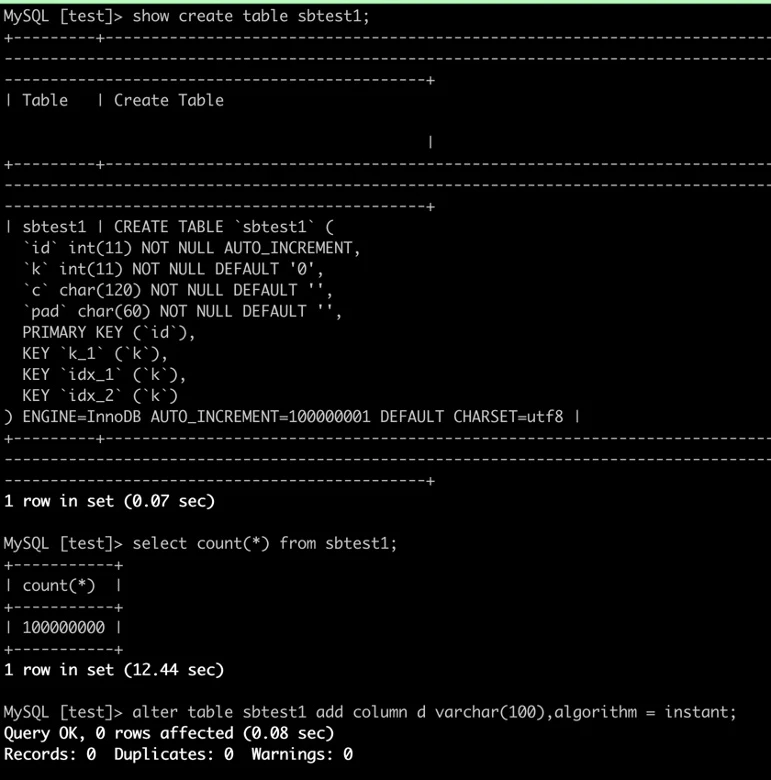 MySQL [test]> show create table sbtest1;
+---------+------------------------------------------------------------------------
-----------------------------------------------------------------------------------
----------------------------------------------+
| Table   | Create Table
                                              |
+---------+------------------------------------------------------------------------
-----------------------------------------------------------------------------------
----------------------------------------------+
| sbtest1 | CREATE TABLE `sbtest1` (
  `id` int(11) NOT NULL AUTO_INCREMENT,
  `k` int(11) NOT NULL DEFAULT '0',
  `c` char(120) NOT NULL DEFAULT '',
  `pad` char(60) NOT NULL DEFAULT '',
  PRIMARY KEY (`id`),
  KEY `k_1` (`k`),
  KEY `idx_1` (`k`),
  KEY `idx_2` (`k`)
) ENGINE=InnoDB AUTO_INCREMENT=100000001 DEFAULT CHARSET=utf8 |
+---------+------------------------------------------------------------------------
-----------------------------------------------------------------------------------
----------------------------------------------+
1 row in set (0.07 sec)
MySQL [test]> select count(*) from sbtest1;
+-----------+
| count(*)  |
+-----------+
| 100000000 |
+-----------+
1 row in set (12.44 sec)
MySQL [test]> alter table sbtest1 add column d varchar(100),algorithm = instant;
Query OK, 0 rows affected (0.08 sec)
Records: 0  Duplicates: 0  Warnings: 0